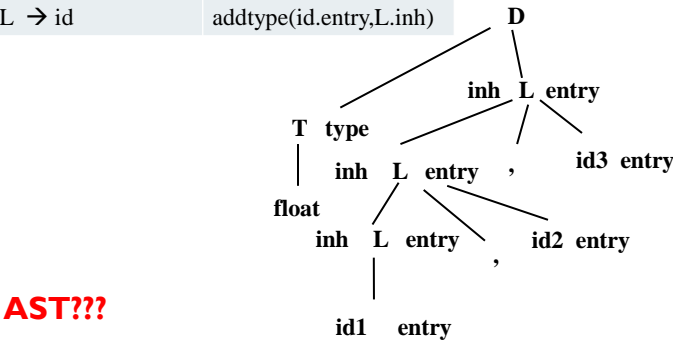 L → id addtype(id.entry,L.inh)
D
inh L entry
T type
id3 entry
inh L entry ,
float
inh L entry
id2 entry
,
AST???
id1 entry